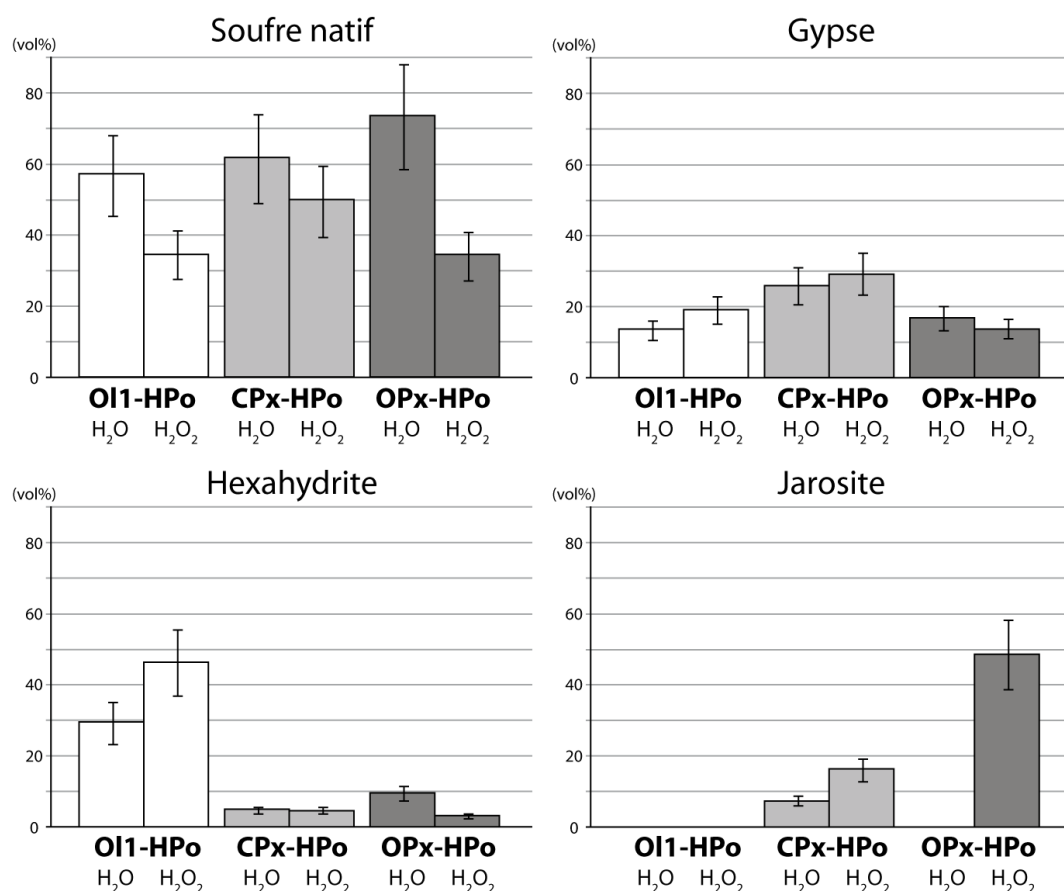 Soufre natif
(vol%)
80
60
40
20
0
Ol1-HPo CPx-HPo OPx-HPo
H₂O H₂O₂ H₂O H₂O₂ H₂O H₂O₂
Gypse
(vol%)
80
60
40
20
0
Ol1-HPo CPx-HPo OPx-HPo
H₂O H₂O₂ H₂O H₂O₂ H₂O H₂O₂
Hexahydrite
(vol%)
80
60
40
20
0
Ol1-HPo CPx-HPo OPx-HPo
H₂O H₂O₂ H₂O H₂O₂ H₂O H₂O₂
Jarosite
(vol%)
80
60
40
20
0
Ol1-HPo CPx-HPo OPx-HPo
H₂O H₂O₂ H₂O H₂O₂ H₂O H₂O₂